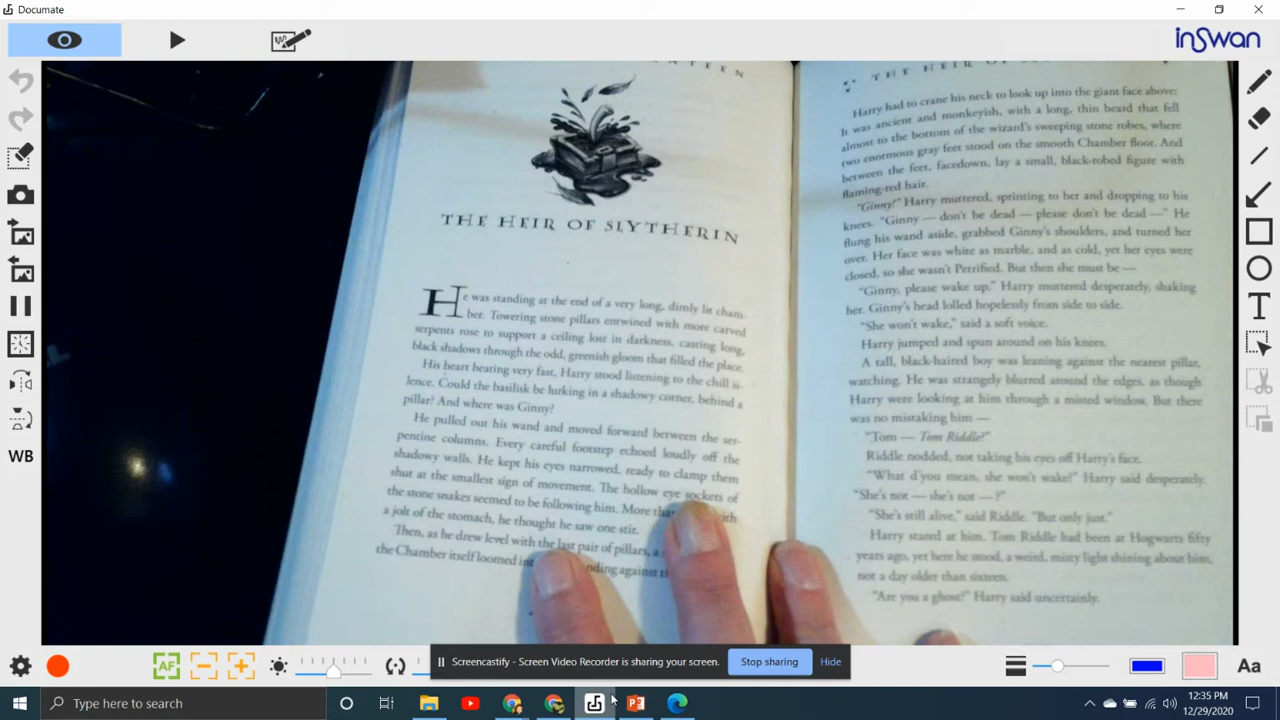 Documate
inSwan
THE HEIR OF
THE HEIR OF SLYTHERIN
He was standing at the end of a very long, dimly lit cham-
ber. Towering stone pillars entwined with more carved
serpents rose to support a ceiling lost in darkness, casting long,
black shadows through the odd, greenish gloom that filled the place.
His heart beating very fast, Harry stood listening to the chill si-
lence. Could the basilisk be lurking in a shadowy corner, behind a
pillar? And where was Ginny?
He pulled out his wand and moved forward between the ser-
pentine columns. Every careful footstep echoed loudly off the
shadowy walls. He kept his eyes narrowed, ready to clamp them
shut at the smallest sign of movement. The hollow eye sockets of
the stone snakes seemed to be following him. More
a jolt of the stomach, he thought he saw one stir.
Then, as he drew level with the last pair of pillars, a
the Chamber itself loomed against
Harry had to crane his neck to look up into the giant face above:
It was ancient and monkeyish, with a long, thin beard that fell
almost to the bottom of the wizard's sweeping stone robes, where
two enormous gray feet stood on the smooth Chamber floor. And
between the feet, facedown, lay a small, black-robed figure with
flaming-red hair.
"Ginny!" Harry muttered, sprinting to her and dropping to his
knees. "Ginny — don't be dead — please don't be dead —" He
flung his wand aside, grabbed Ginny's shoulders, and turned her
over. Her face was white as marble, and as cold, yet her eyes were
closed, so she wasn't Petrified. But then she must be —
"Ginny, please wake up," Harry muttered desperately, shaking
her. Ginny's head lolled hopelessly from side to side.
"She won't wake," said a soft voice.
Harry jumped and spun around on his knees.
A tall, black-haired boy was leaning against the nearest pillar,
watching. He was strangely blurred around the edges, as though
Harry were looking at him through a misted window. But there
was no mistaking him —
"Tom — Tom Riddle?"
Riddle nodded, not taking his eyes off Harry's face.
"What d'you mean, she won't wake?" Harry said desperately.
"She's not — she's not — ?"
"She's still alive," said Riddle. "But only just."
Harry stared at him. Tom Riddle had been at Hogwarts fifty
years ago, yet here he stood, a weird, misty light shining about him,
not a day older than sixteen.
"Are you a ghost?" Harry said uncertainly.
WB
T
AF
Screencastify - Screen Video Recorder is sharing your screen.
Stop sharing
Hide
Aa
Type here to search
12:35 PM
12/29/2020